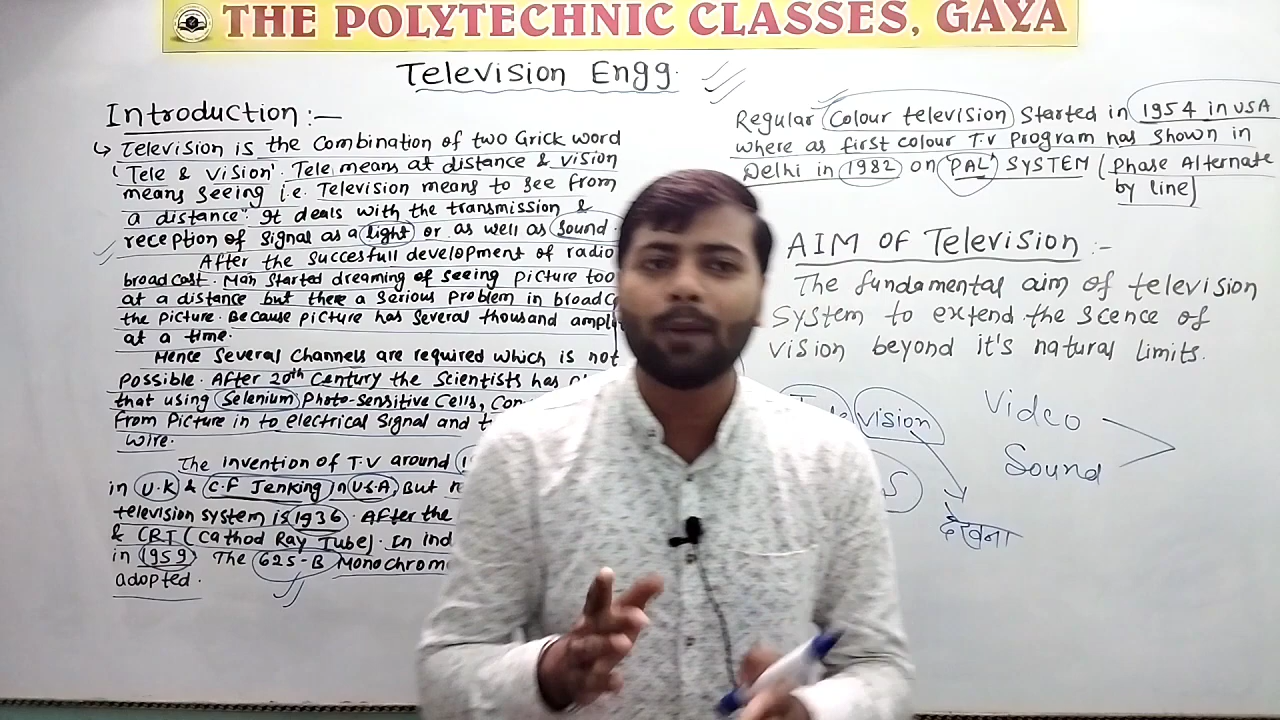 THE POLYTECHNIC CLASSES, GAYA
Television Engg.
Introduction :-
Television is the Combination of two Grick word
'Tele & Vision'. Tele means at distance & vision
means seeing i.e. Television means to see from
a distance". It deals with the transmission &
reception of signal as a light or as well as sound.
After the Succesfull development of radio
broad cast. Man started dreaming of seeing picture too
at a distance but there a Serious problem in
the picture. Because picture has several thousand
at a time.
Hence Several Channels are required which is not
Possible. After 20th Century the Scientists has
that using Selenium Photo-Sensitive Cells,
From Picture in to electrical Signal and
wire.
The invention of T.V around
in U.K & C.F Jenking in U.S.A, But
television system is 1936. After the
& CRT (Cathod Ray Tube). In
in 1959 The 625-B
adopted.
Regular Colour television Started in 1954 in USA
where as first colour T.V Program has shown in
Delhi in 1982 on 'PAL' SYSTEM (Phase Alternate
by line)
AIM OF Television :-
The fundamental aim of television
System to extend the scence of
vision beyond it's natural limits.
vision
S
देखना
Video
Sound